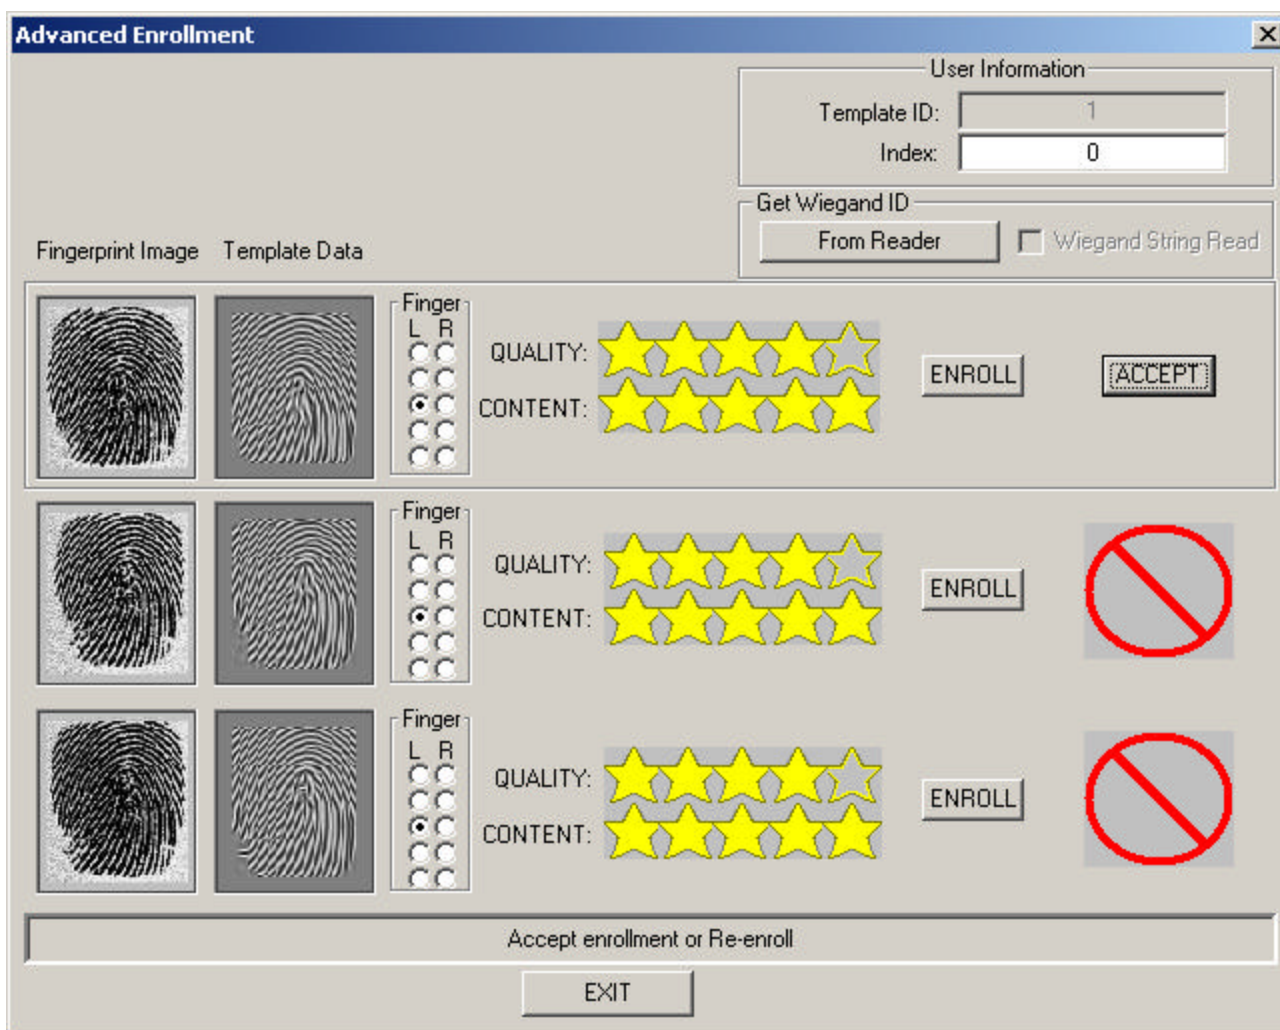 Advanced Enrollment
User Information
Template ID: 1
Index: 0
Get Wiegand ID
From Reader Wiegand String Read
Fingerprint Image Template Data
Finger
L R
QUALITY:
CONTENT:
ENROLL
ACCEPT
Finger
L R
QUALITY:
CONTENT:
ENROLL
Finger
L R
QUALITY:
CONTENT:
ENROLL
Accept enrollment or Re-enroll
EXIT